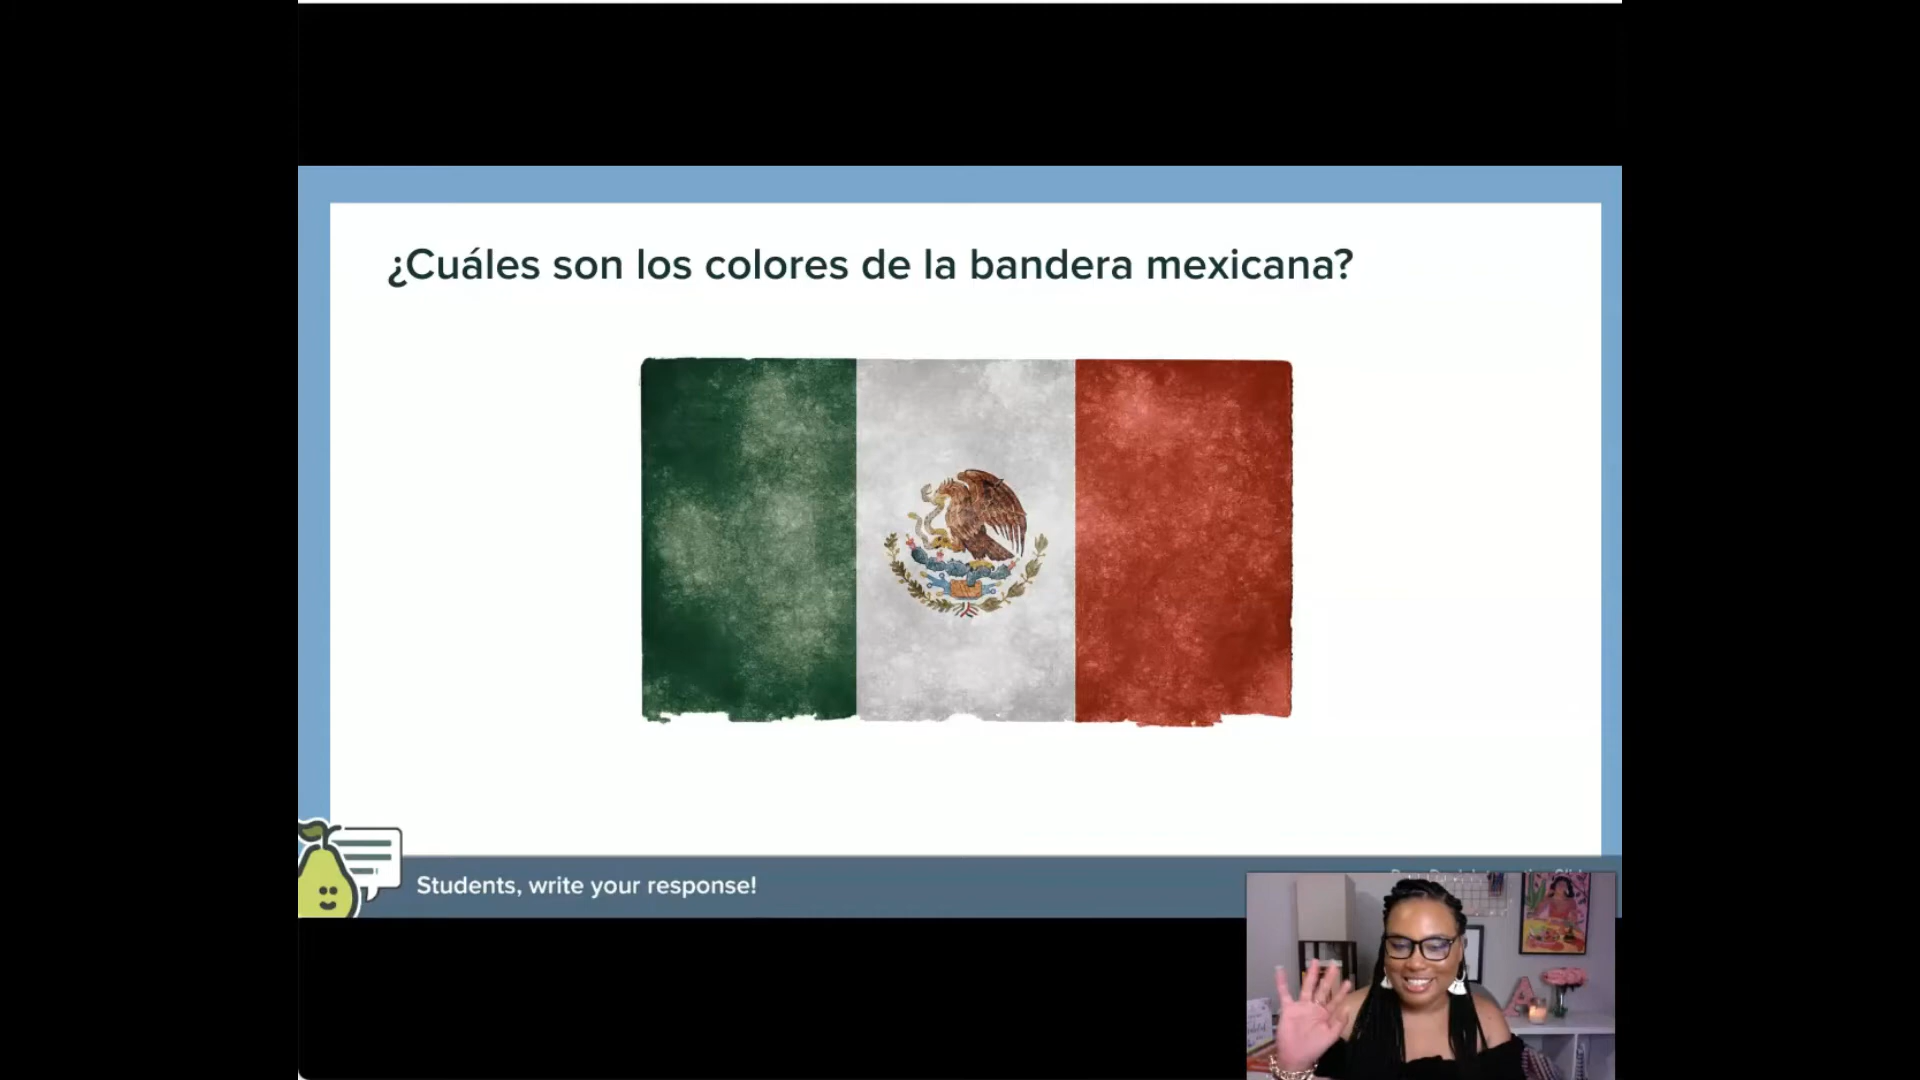 ¿Cuáles son los colores de la bandera mexicana?
Students, write your response!